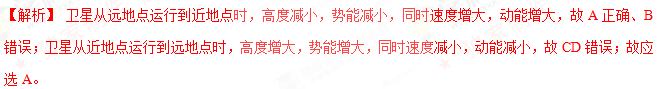 【解析】 卫星从远地点运行到近地点时，高度减小，势能减小，同时速度增大，动能增大，故 A 正确、B
错误；卫星从近地点运行到远地点时，高度增大，势能增大，同时速度减小，动能减小，故 CD 错误；故应
选 A。